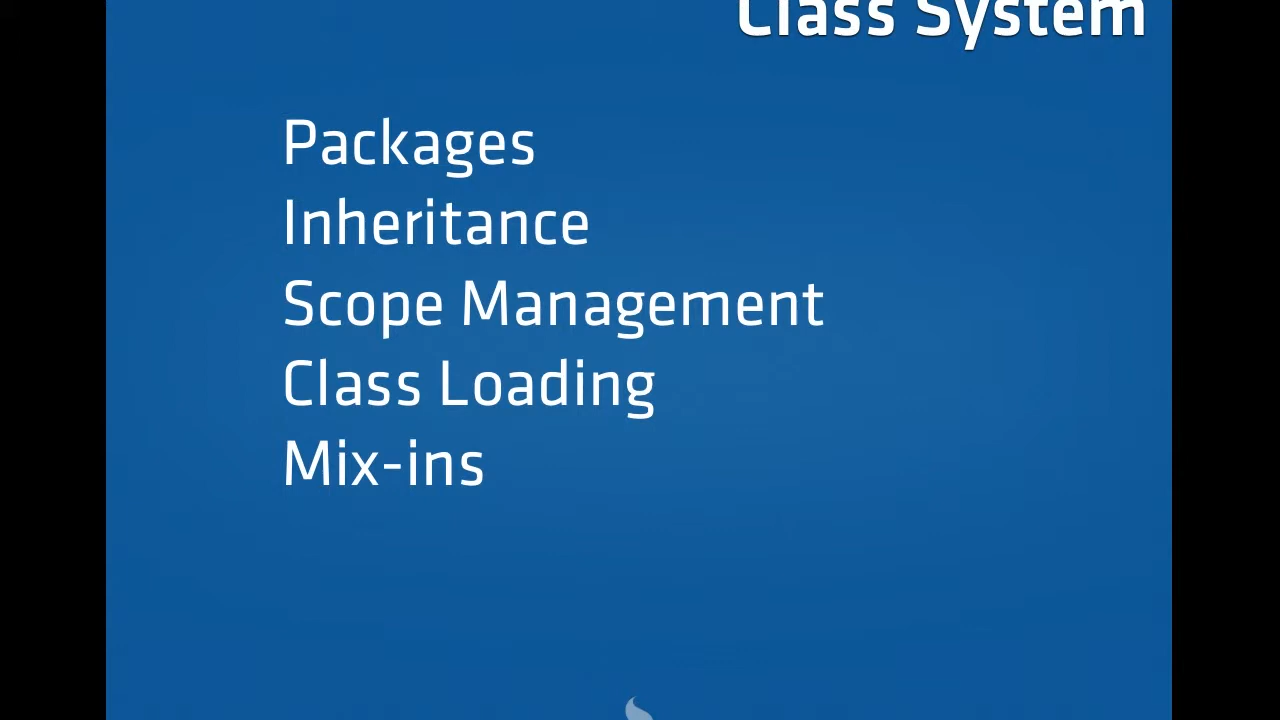 Class System
Packages
Inheritance
Scope Management
Class Loading
Mix-ins